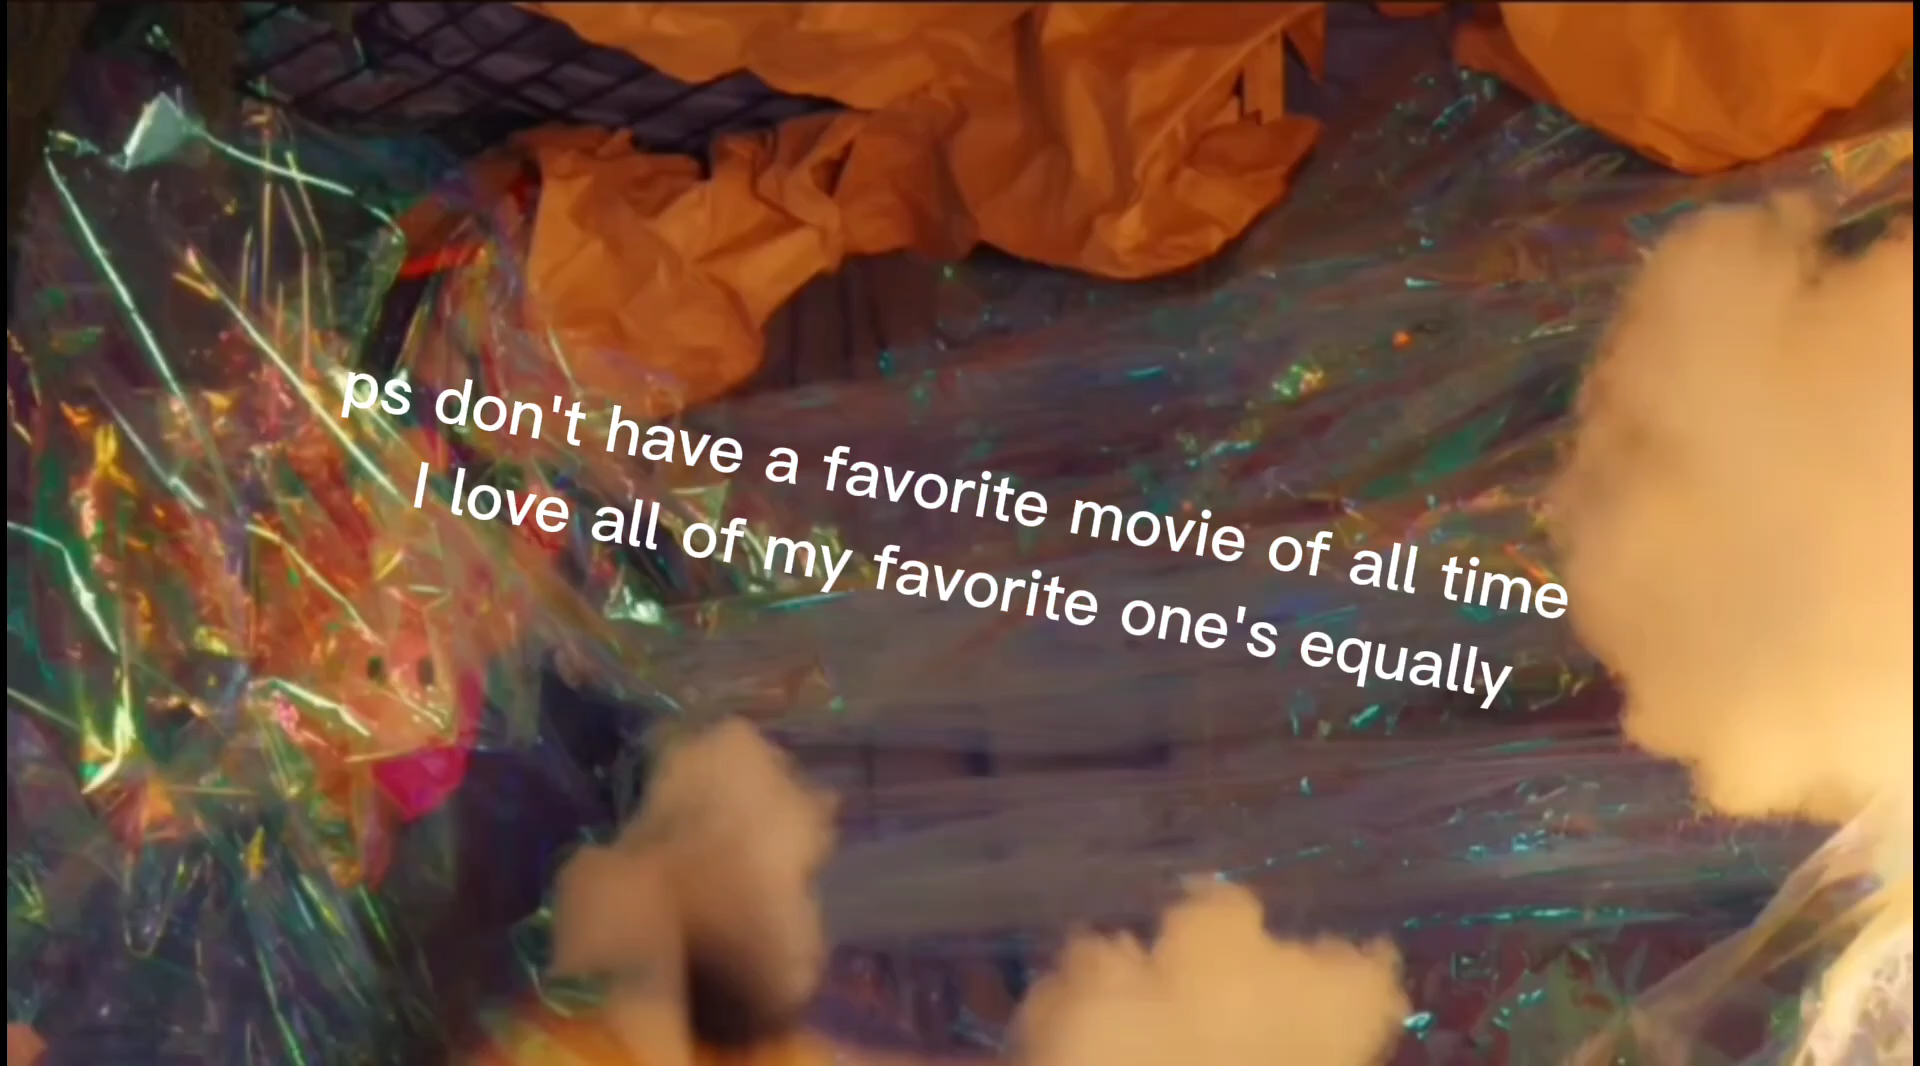 ps don't have a favorite movie of all time
I love all of my favorite one's equally